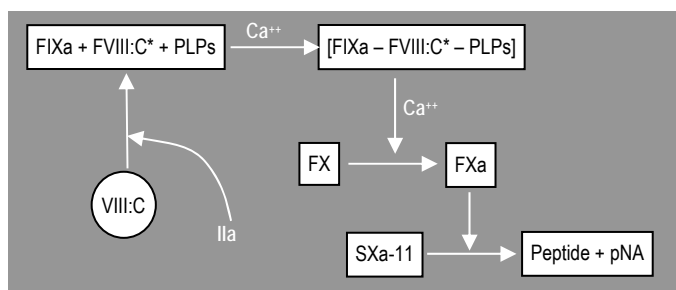 FIXa + FVIII:C* + PLPs
Ca++
[FIXa – FVIII:C* – PLPs]
Ca++
FX
FXa
VIII:C
IIa
SXa-11
Peptide + pNA